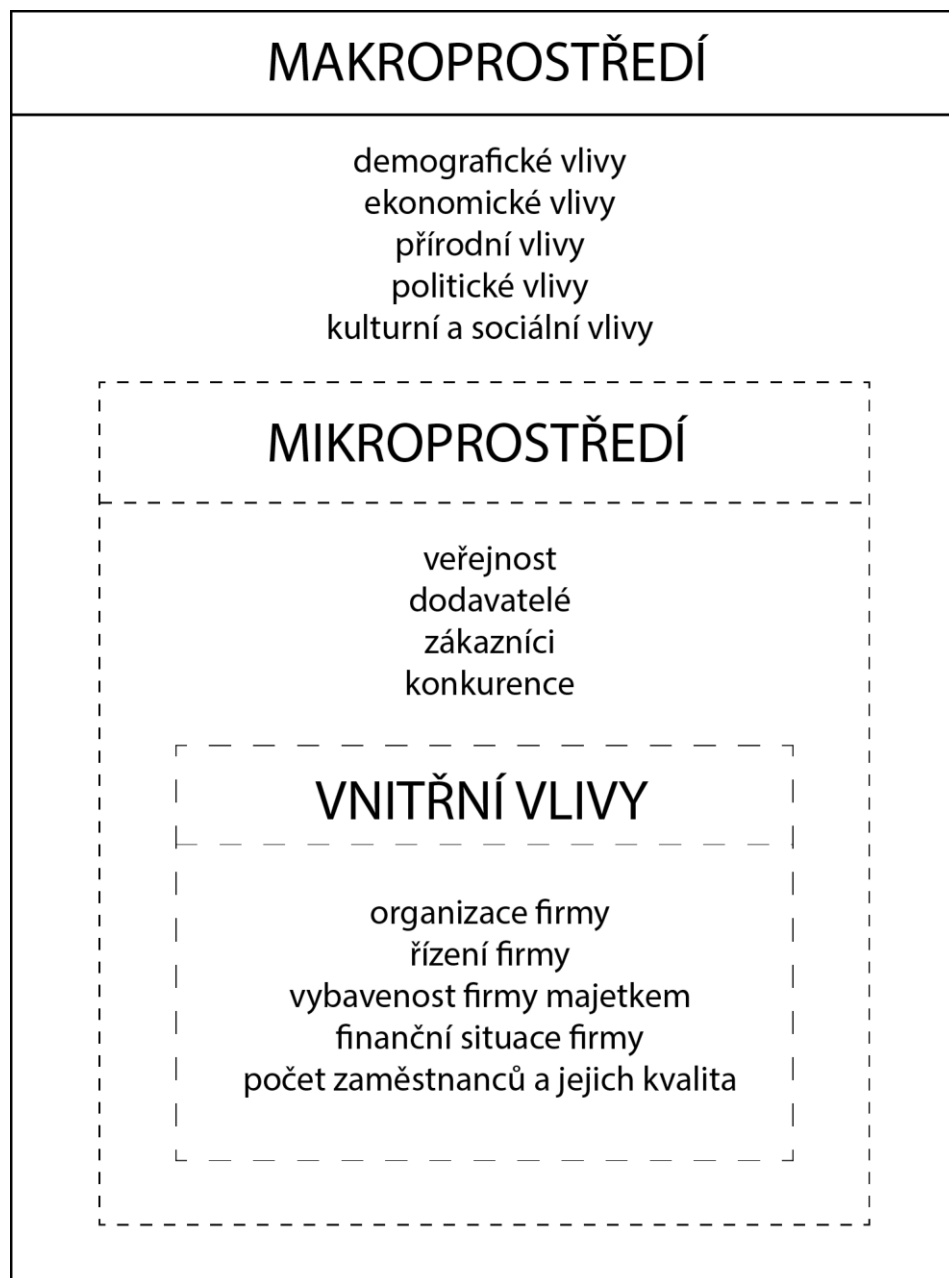 MAKROPROSTŘEDÍ
demografické vlivy
ekonomické vlivy
přírodní vlivy
politické vlivy
kulturní a sociální vlivy
MIKROPROSTŘEDÍ
veřejnost
dodavatelé
zákazníci
konkurence
VNITŘNÍ VLIVY
organizace firmy
řízení firmy
vybavenost firmy majetkem
finanční situace firmy
počet zaměstnanců a jejich kvalita